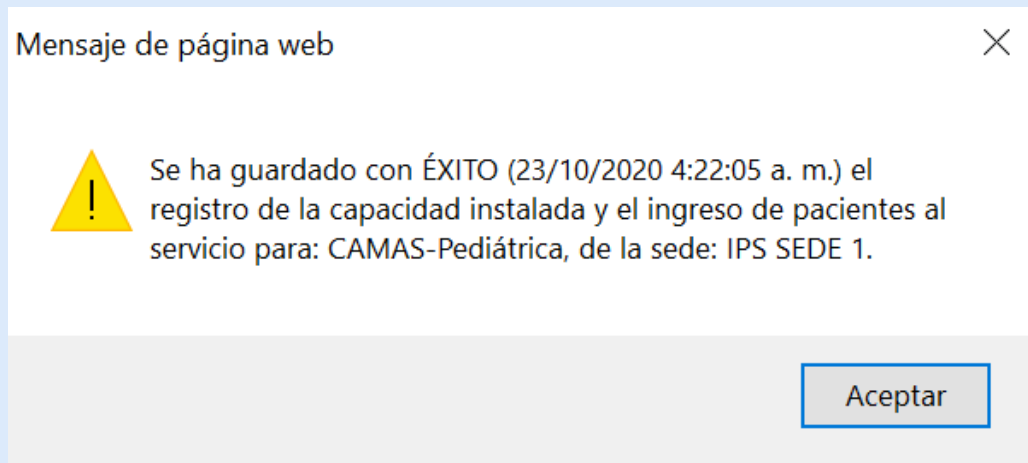 Mensaje de página web
Se ha guardado con ÉXITO (23/10/2020 4:22:05 a. m.) el
registro de la capacidad instalada y el ingreso de pacientes al
servicio para: CAMAS-Pediátrica, de la sede: IPS SEDE 1.
Aceptar